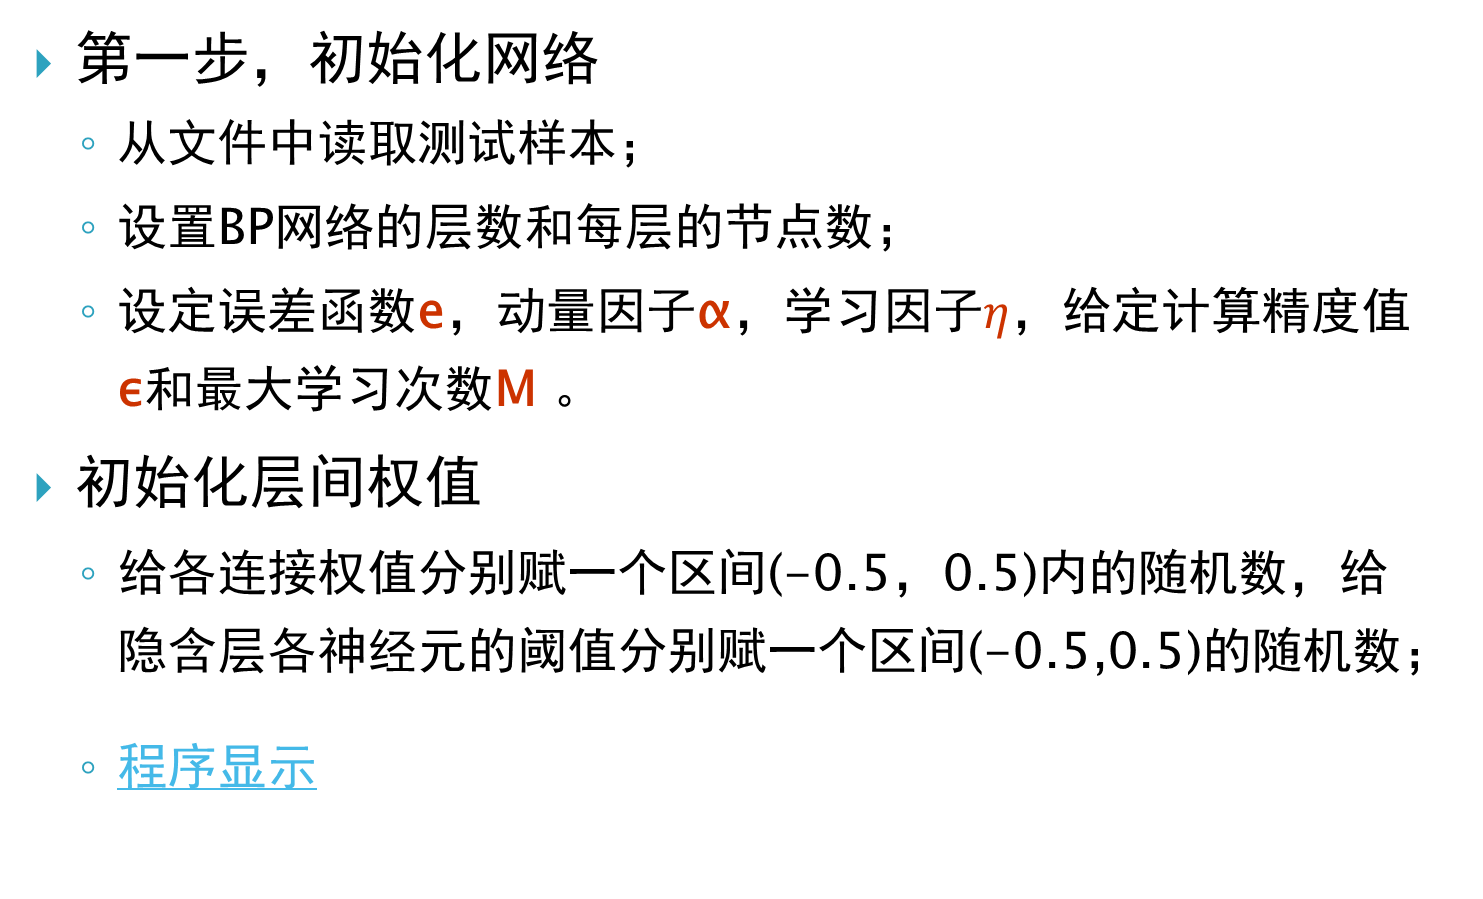 第一步，初始化网络
从文件中读取测试样本；
设置BP网络的层数和每层的节点数；
设定误差函数e，动量因子α，学习因子η，给定计算精度值
ϵ和最大学习次数M 。
初始化层间权值
给各连接权值分别赋一个区间(-0.5，0.5)内的随机数，给
隐含层各神经元的阈值分别赋一个区间(-0.5,0.5)的随机数；
程序显示